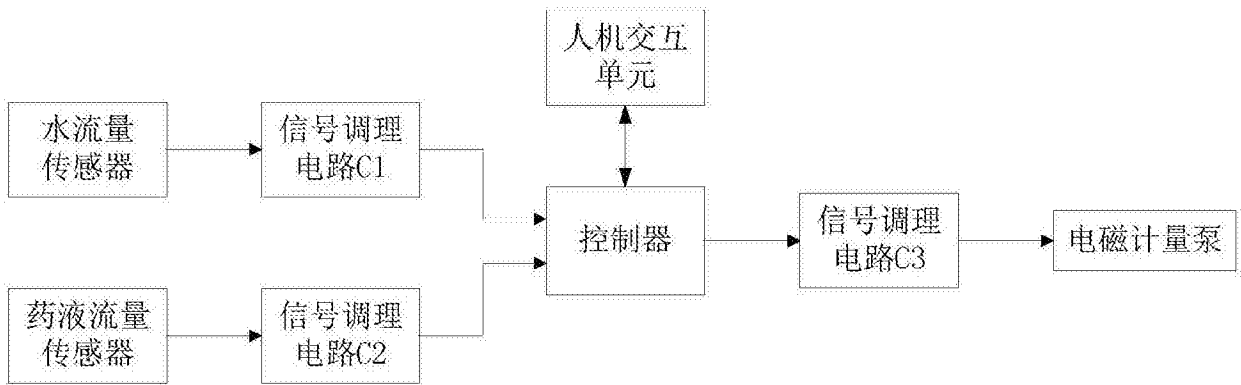 人机交互
单元
水流量
传感器
信号调理
电路C1
控制器
信号调理
电路C3
电磁计量泵
药液流量
传感器
信号调理
电路C2